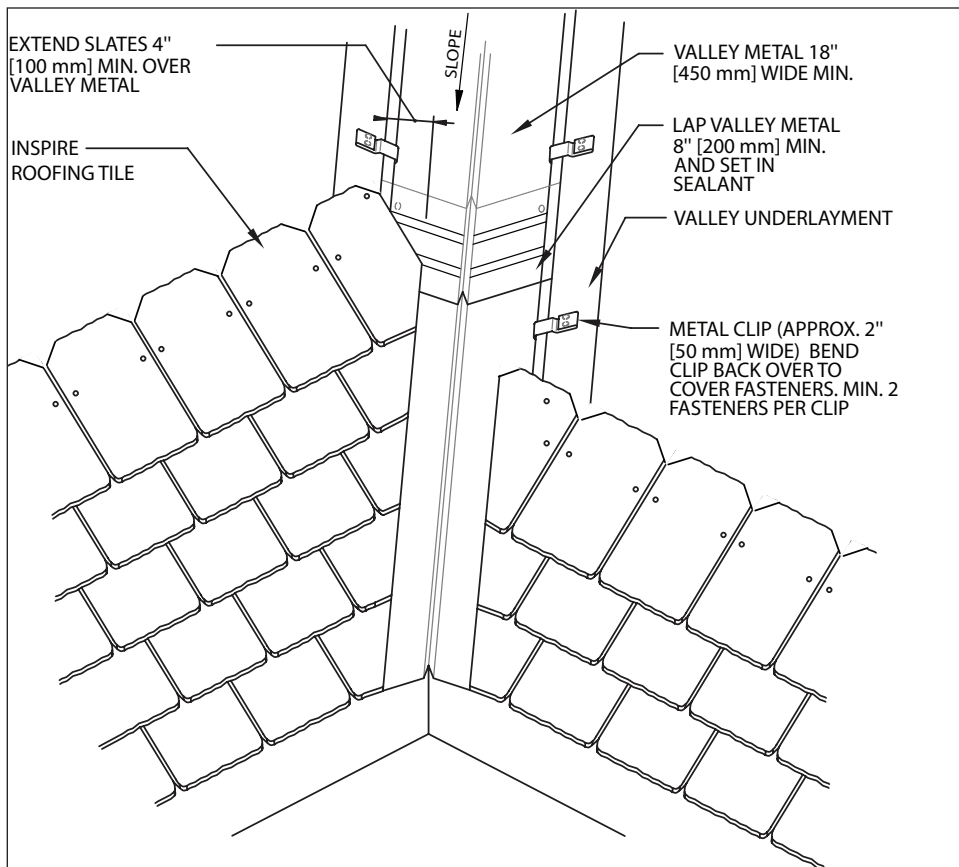 EXTEND SLATES 4"
[100 mm] MIN. OVER
VALLEY METAL
INSPIRE
ROOFING TILE
SLOPE
VALLEY METAL 18"
[450 mm] WIDE MIN.
LAP VALLEY METAL
8" [200 mm] MIN.
AND SET IN
SEALANT
VALLEY UNDERLAYMENT
METAL CLIP (APPROX. 2"
[50 mm] WIDE) BEND
CLIP BACK OVER TO
COVER FASTENERS. MIN. 2
FASTENERS PER CLIP